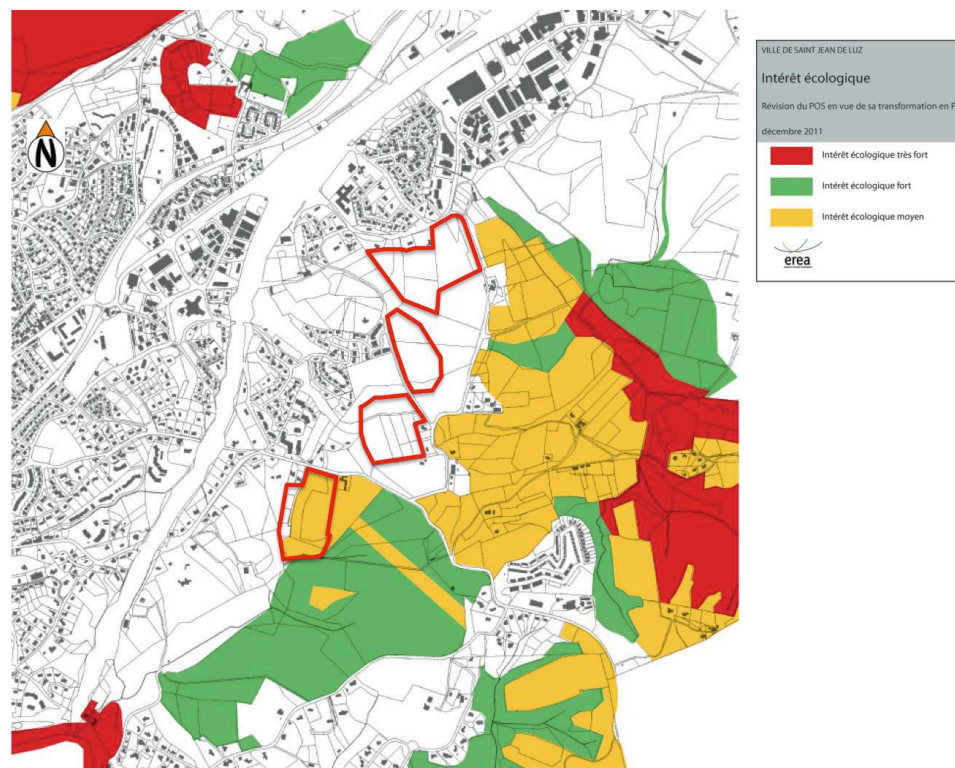 N
VILLE DE SAINT JEAN DE LUZ
Intérêt écologique
Révision du POS en vue de sa transformation en P
décembre 2011
Intérêt écologique très fort
Intérêt écologique fort
Intérêt écologique moyen
erea